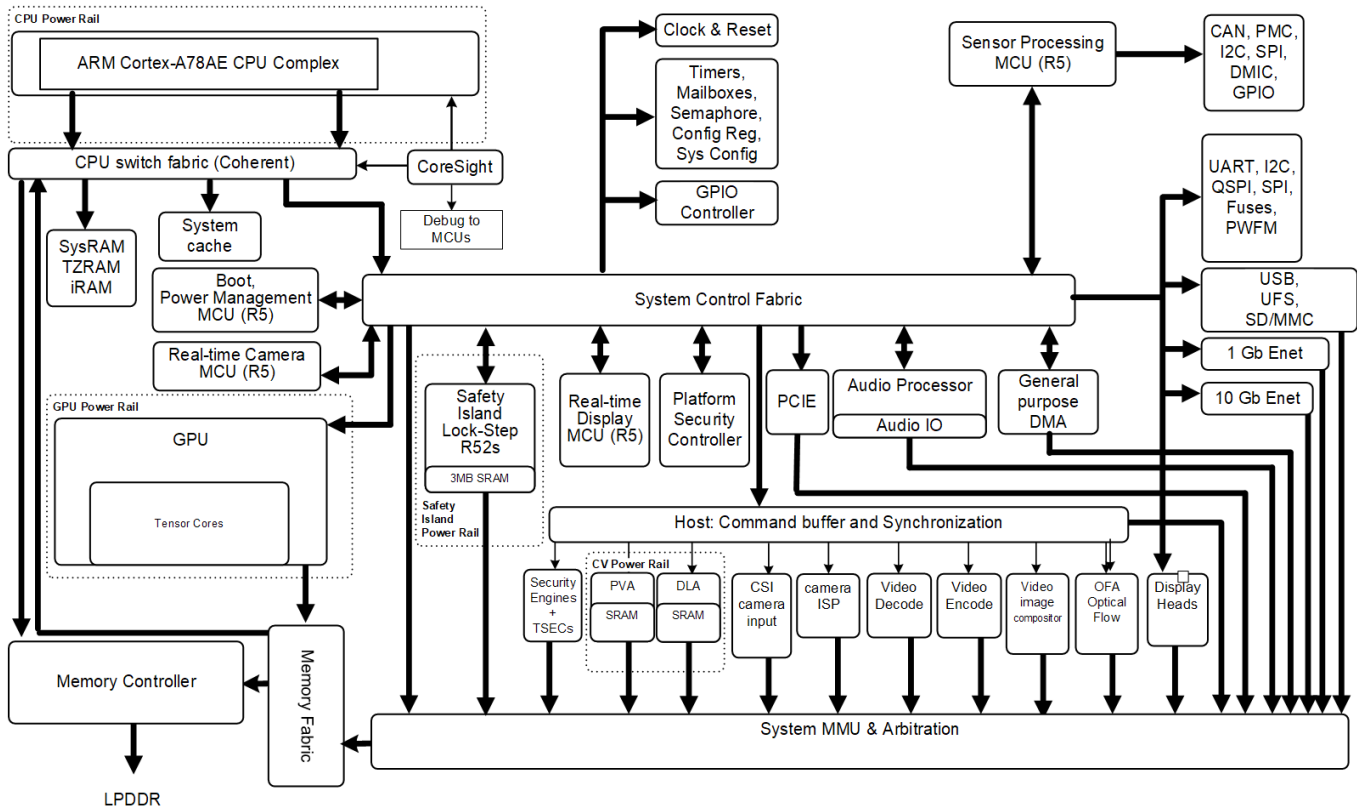 CPU Power Rail
ARM Cortex-A78AE CPU Complex
CPU switch fabric (Coherent)
CoreSight
Debug to
MCUs
SysRAM
TZRAM
iRAM
System
cache
Clock & Reset
Timers,
Mailboxes,
Semaphore,
Config Reg,
Sys Config
GPIO
Controller
Sensor Processing
MCU (R5)
CAN, PMC,
I2C, SPI,
DMIC,
GPIO
UART, I2C,
QSPI, SPI,
Fuses,
PWFM
USB,
UFS,
SD/MMC
1 Gb Enet
10 Gb Enet
Boot,
Power Management
MCU (R5)
System Control Fabric
Real-time Camera
MCU (R5)
GPU Power Rail
GPU
Tensor Cores
Safety
Island
Lock-Step
R52s
3MB SRAM
Safety
Island
Power Rail
Real-time
Display
MCU (R5)
Platform
Security
Controller
PCIE
Audio Processor
Audio IO
General
purpose
DMA
Host: Command buffer and Synchronization
Security
Engines
+
TSECs
CV Power Rail
PVA
SRAM
DLA
SRAM
CSI
camera
input
camera
ISP
Video
Decode
Video
Encode
Video
image
compositor
OFA
Optical
Flow
Display
Heads
Memory Controller
Memory Fabric
System MMU & Arbitration
LPDDR